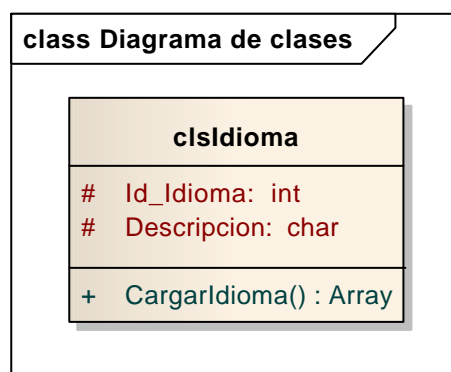 class Diagrama de clases
clsIdioma
# Id_Idioma: int
# Descripcion: char
+ CargarIdioma() : Array